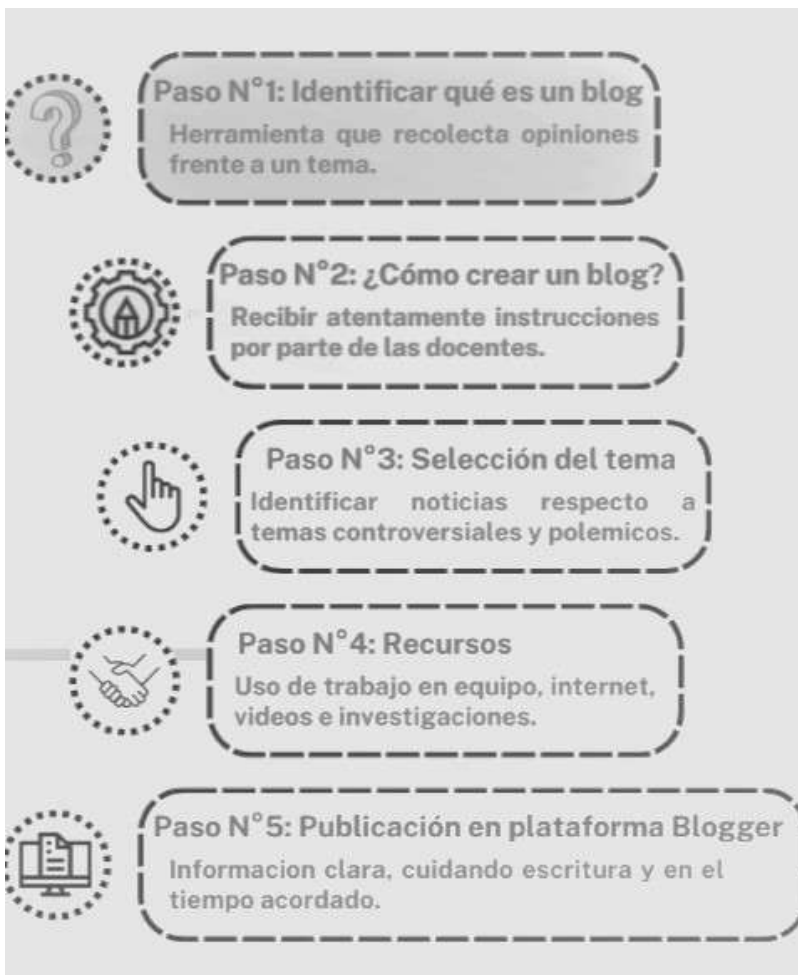 Paso N°1: Identificar qué es un blog
Herramienta que recolecta opiniones
frente a un tema.
Paso N°2: ¿Cómo crear un blog?
Recibir atentamente instrucciones
por parte de las docentes.
Paso N°3: Selección del tema
Identificar noticias respecto a
temas controversiales y polemicos.
Paso N°4: Recursos
Uso de trabajo en equipo, internet,
videos e investigaciones.
Paso N°5: Publicación en plataforma Blogger
Informacion clara, cuidando escritura y en el
tiempo acordado.